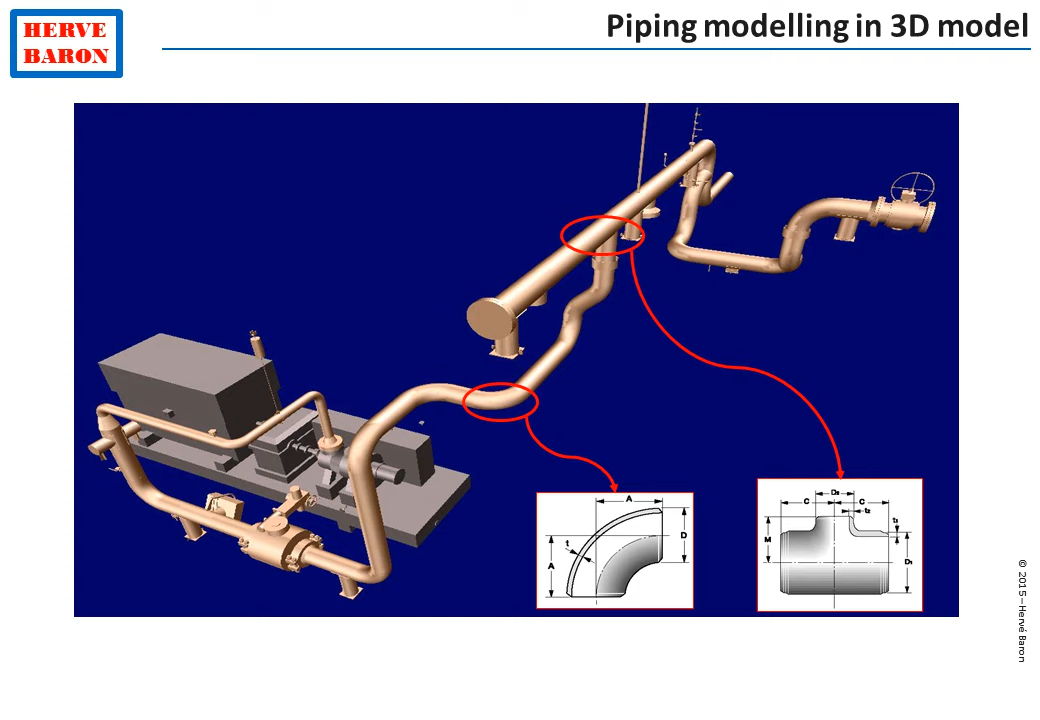 HERVE
BARON
Piping modelling in 3D model
A
A
t
D
D₂
C
C
t₂
t₁
M
D₁
© 2015 – Hervé Baron